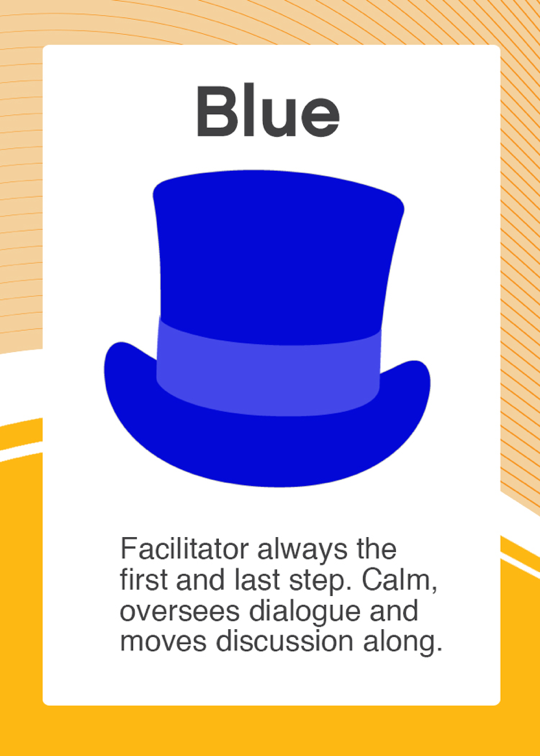 Blue
Facilitator always the
first and last step. Calm,
oversees dialogue and
moves discussion along.